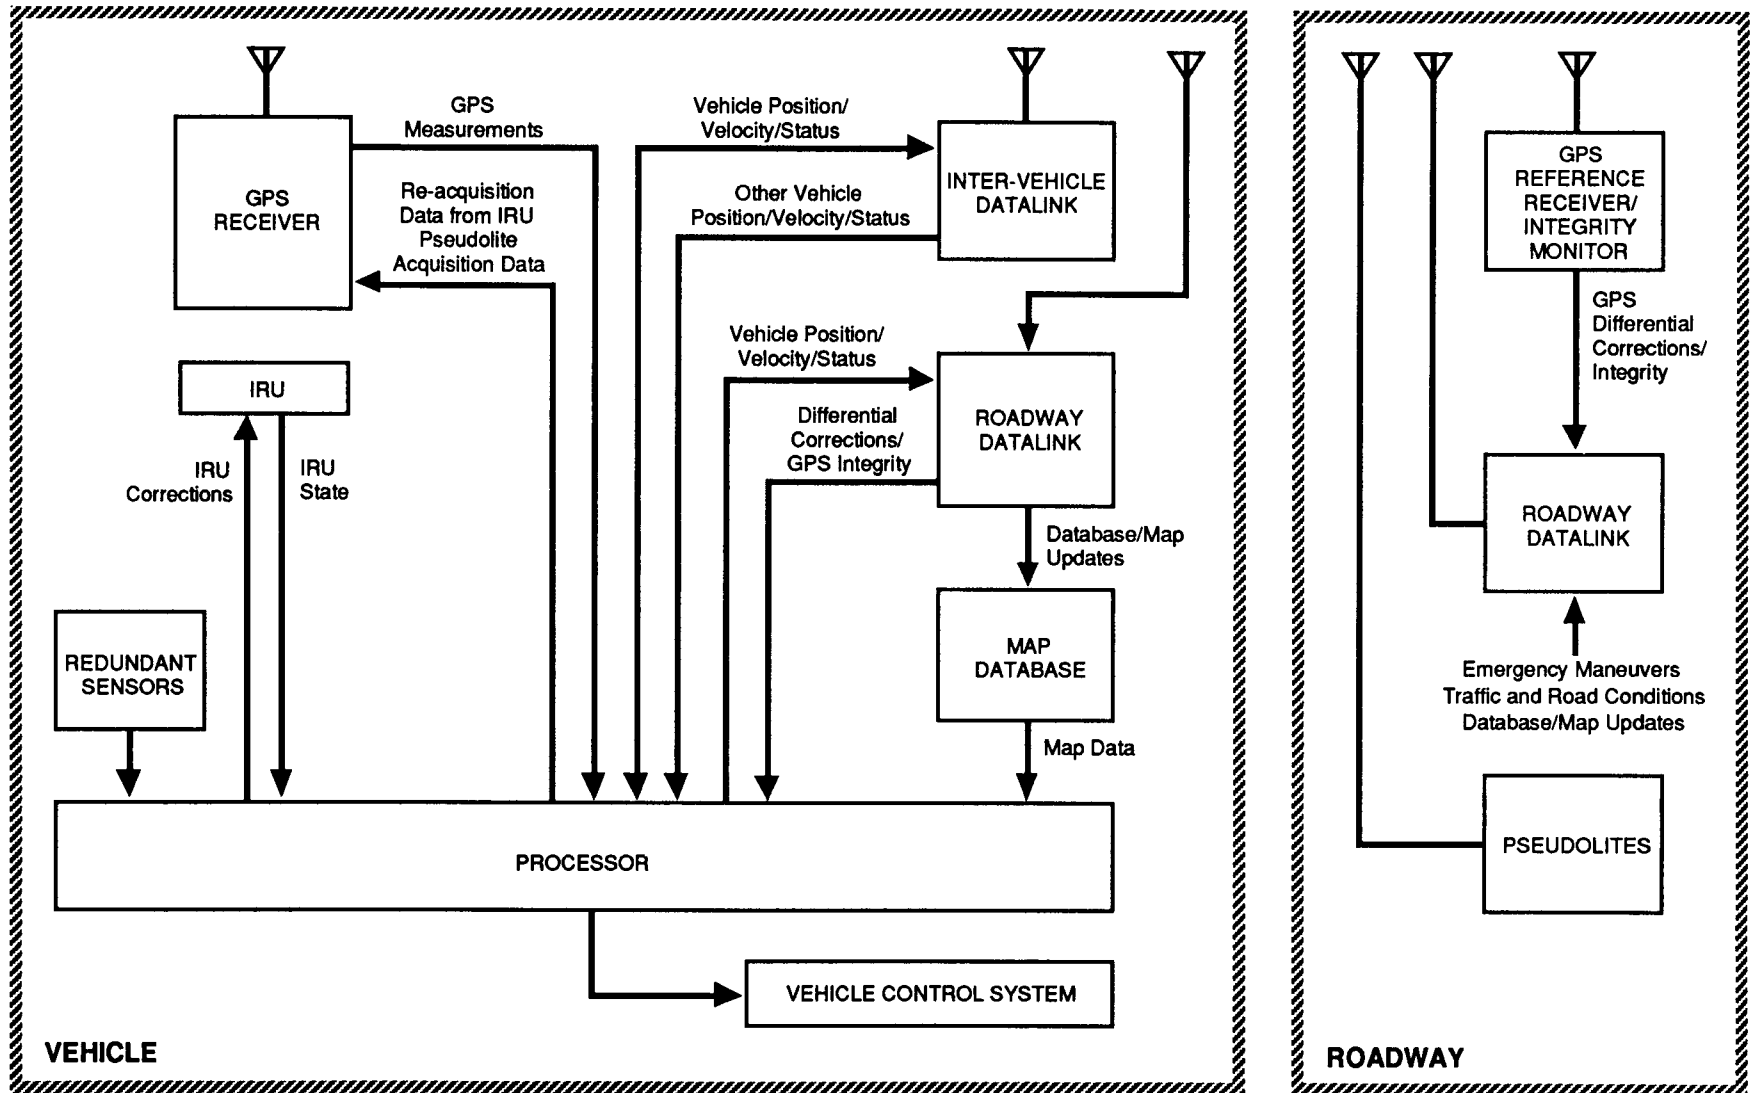 GPS
Measurements
GPS
RECEIVER
Re-acquisition
Data from IRU
Pseudolite
Acquisition Data
Vehicle Position/
Velocity/Status
INTER-VEHICLE
DATALINK
Other Vehicle
Position/Velocity/Status
Vehicle Position/
Velocity/Status
IRU
ROADWAY
DATALINK
Differential
Corrections/
GPS Integrity
IRU
Corrections
IRU
State
Database/Map
Updates
REDUNDANT
SENSORS
MAP
DATABASE
Map Data
PROCESSOR
VEHICLE CONTROL SYSTEM
VEHICLE
GPS
REFERENCE
RECEIVER/
INTEGRITY
MONITOR
GPS
Differential
Corrections/
Integrity
ROADWAY
DATALINK
Emergency Maneuvers
Traffic and Road Conditions
Database/Map Updates
PSEUDOLITES
ROADWAY